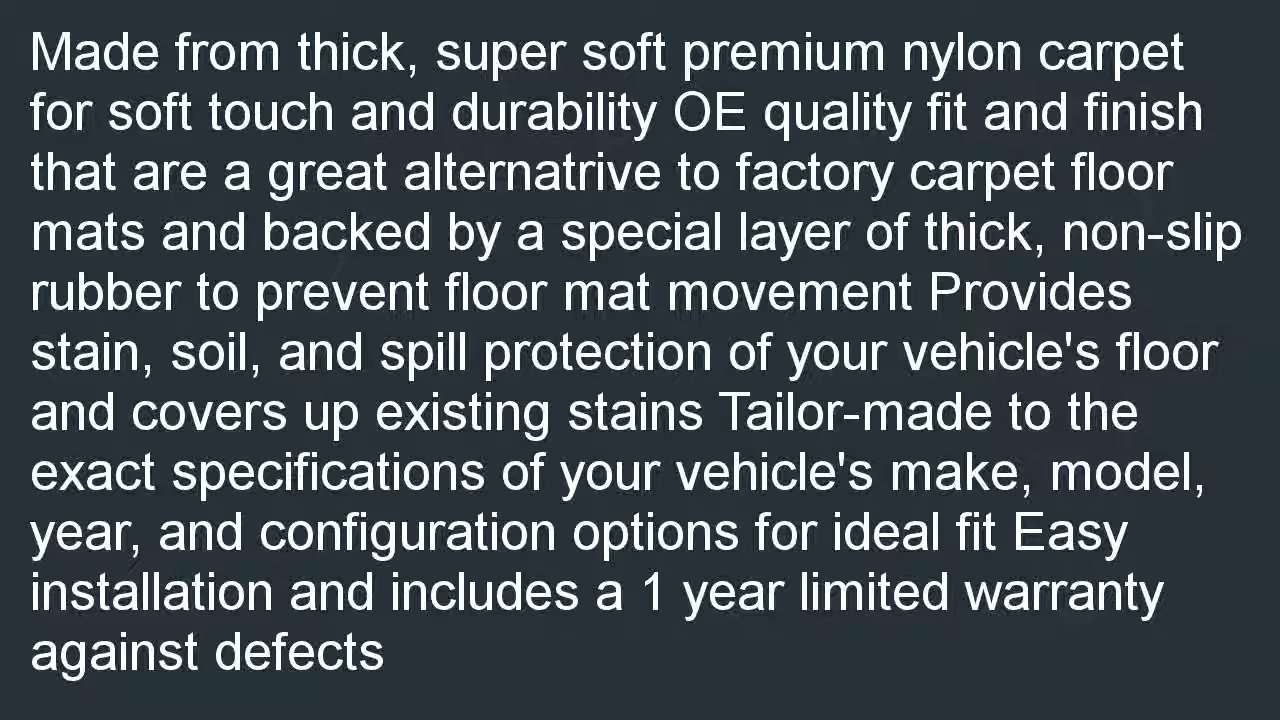 Made from thick, super soft premium nylon carpet
for soft touch and durability OE quality fit and finish
that are a great alternatrive to factory carpet floor
mats and backed by a special layer of thick, non-slip
rubber to prevent floor mat movement Provides
stain, soil, and spill protection of your vehicle's floor
and covers up existing stains Tailor-made to the
exact specifications of your vehicle's make, model,
year, and configuration options for ideal fit Easy
installation and includes a 1 year limited warranty
against defects